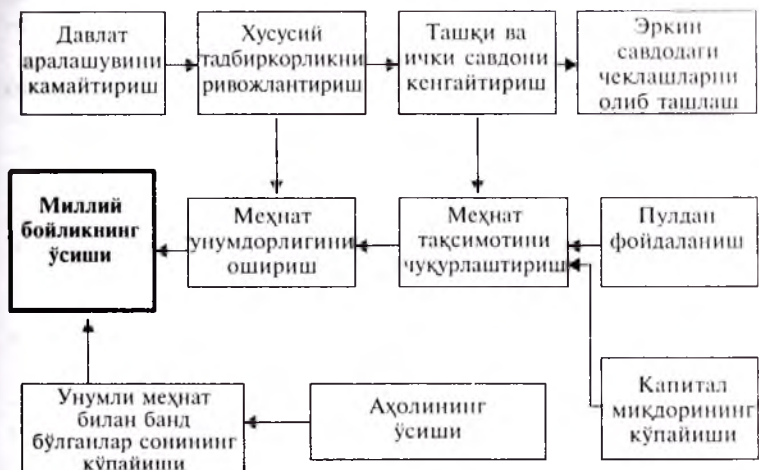 Давлат
аралашувини
камайтириш
Хусусий
тадбиркорликни
ривожлантириш
Ташқи ва
ички савдони
кенгайтириш
Эркин
савдодаги
чеклашларни
олиб ташлаш
Миллий
бойликнинг
ўсиши
Меҳнат
унумдорлигини
ошириш
Меҳнат
тақсимотини
чуқурлаштириш
Пулдан
фойдаланиш
Унумли меҳнат
билан банд
бўлганлар сонининг
кўпайиши
Аҳолининг
ўсиши
Капитал
миқдорининг
кўпайиши